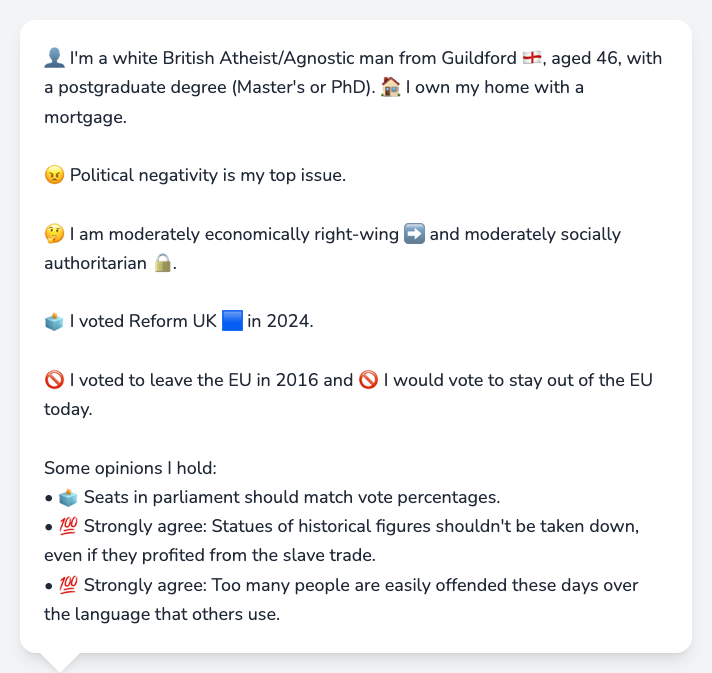 👤 I'm a white British Atheist/Agnostic man from Guildford 🏴󠁧󠁢󠁥󠁮󠁧󠁿, aged 46, with
a postgraduate degree (Master's or PhD). 🏠 I own my home with a
mortgage.
😠 Political negativity is my top issue.
🤔 I am moderately economically right-wing ➡️ and moderately socially
authoritarian 🔒.
🗳️ I voted Reform UK 🟦 in 2024.
🚫 I voted to leave the EU in 2016 and 🚫 I would vote to stay out of the EU
today.
Some opinions I hold:
• 🗳️ Seats in parliament should match vote percentages.
• 💯 Strongly agree: Statues of historical figures shouldn't be taken down,
even if they profited from the slave trade.
• 💯 Strongly agree: Too many people are easily offended these days over
the language that others use.